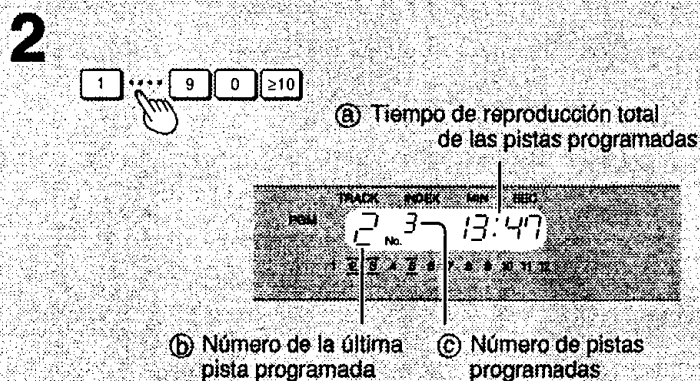 2
1 •••• 9 0 ≥10
ⓐ Tiempo de reproducción total
de las pistas programadas
TRACK INDEX MIN SEC
PGM 2 No. 3 13:47
1 2 3 4 5 6 7 8 9 10 11 12
ⓑ Número de la última
pista programada
ⓒ Número de pistas
programadas